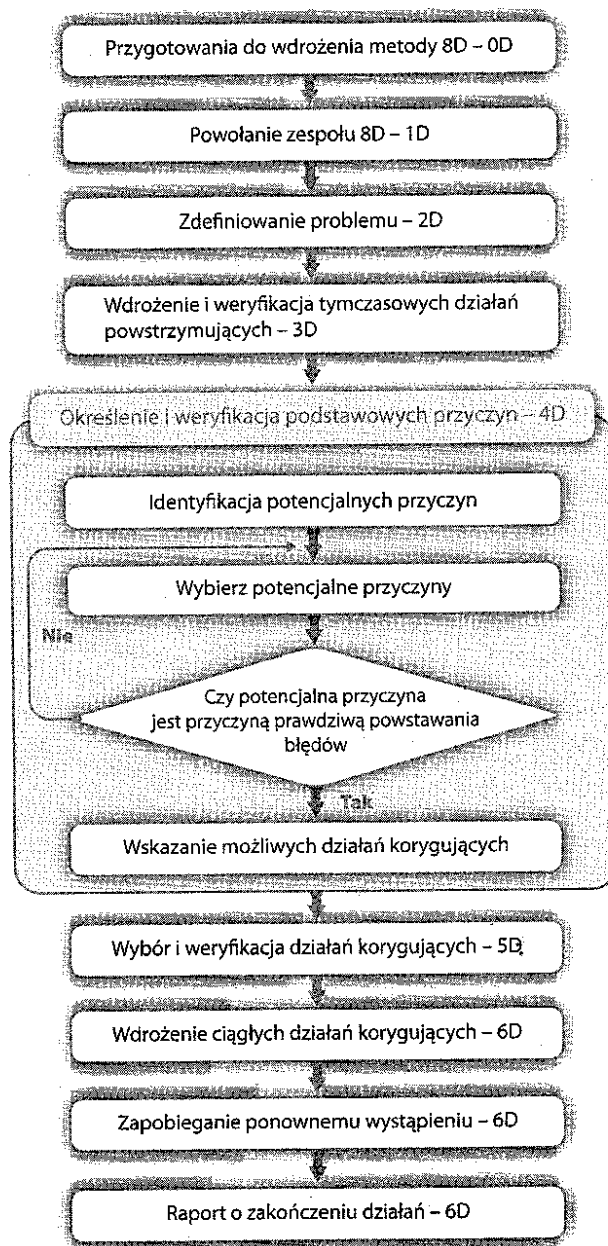 Przygotowania do wdrożenia metody 8D – 0D
Powołanie zespołu 8D – 1D
Zdefiniowanie problemu – 2D
Wdrożenie i weryfikacja tymczasowych działań
powstrzymujących – 3D
Określenie i weryfikacja podstawowych przyczyn – 4D
Identyfikacja potencjalnych przyczyn
Wybierz potencjalne przyczyny
Nie
Czy potencjalna przyczyna
jest przyczyną prawdziwą powstawania
błędów
Tak
Wskazanie możliwych działań korygujących
Wybór i weryfikacja działań korygujących – 5D
Wdrożenie ciągłych działań korygujących – 6D
Zapobieganie ponownemu wystąpieniu – 6D
Raport o zakończeniu działań – 6D